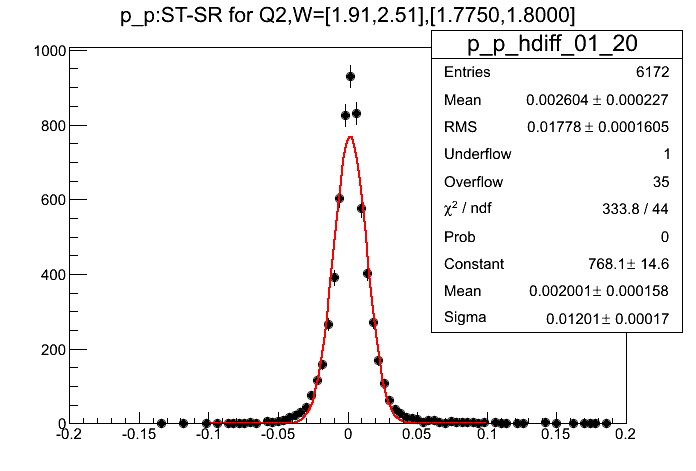 p_p:ST-SR for Q2,W=[1.91,2.51],[1.7750,1.8000]
p_p_hdiff_01_20
Entries 6172
Mean 0.002604 ± 0.000227
RMS 0.01778 ± 0.0001605
Underflow 1
Overflow 35
χ² / ndf 333.8 / 44
Prob 0
Constant 768.1 ± 14.6
Mean 0.002001 ± 0.000158
Sigma 0.01201 ± 0.00017
1000
800
600
400
200
0
-0.2 -0.15 -0.1 -0.05 0 0.05 0.1 0.15 0.2